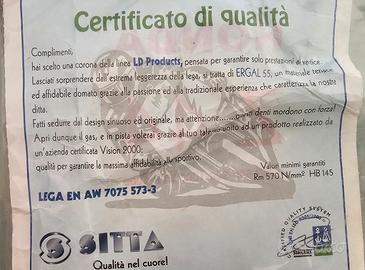 Certificato di qualità
Complimenti,
hai scelto una corona della linea LD Products, pensata per garantire solo prestazioni di vertice.
Lasciati sorprendere dall'estrema leggerezza della lega, si tratta di ERGAL 55, un materiale
ed affidabile domato grazie alla passione ed alla tradizionale esperienza che caratterizza la nostra
ditta.
Fatti sedurre dal design sinuoso ed originale, ma attenzione... denti mordono con forza!
Apri dunque il gas, e in pista volerai grazie al tuo unito ad un prodotto realizzato da
un'azienda certificata Vision 2000;
qualità per garantire la massima affidabilità allo sportivo.
Valori minimi garantiti
Rm 570 N/mm² HB 145
LEGA EN AW 7075 573-3
SITTA
Qualità nel cuore!